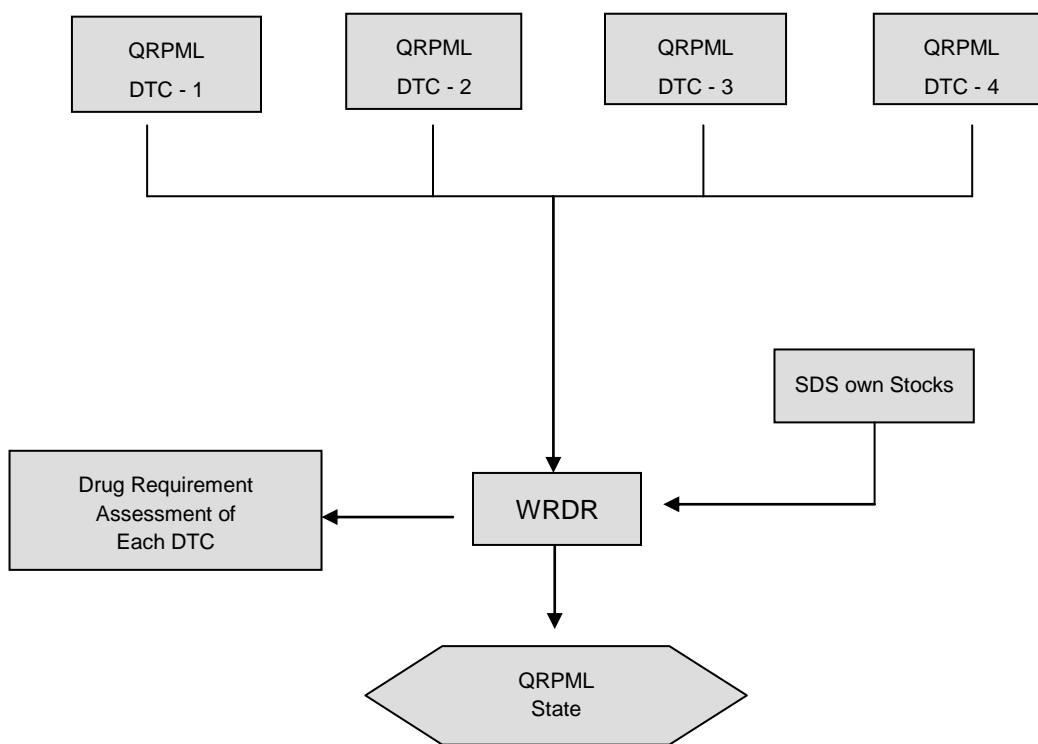 QRPML
DTC - 1
QRPML
DTC - 2
QRPML
DTC - 3
QRPML
DTC - 4
SDS own Stocks
Drug Requirement
Assessment of
Each DTC
WRDR
QRPML
State